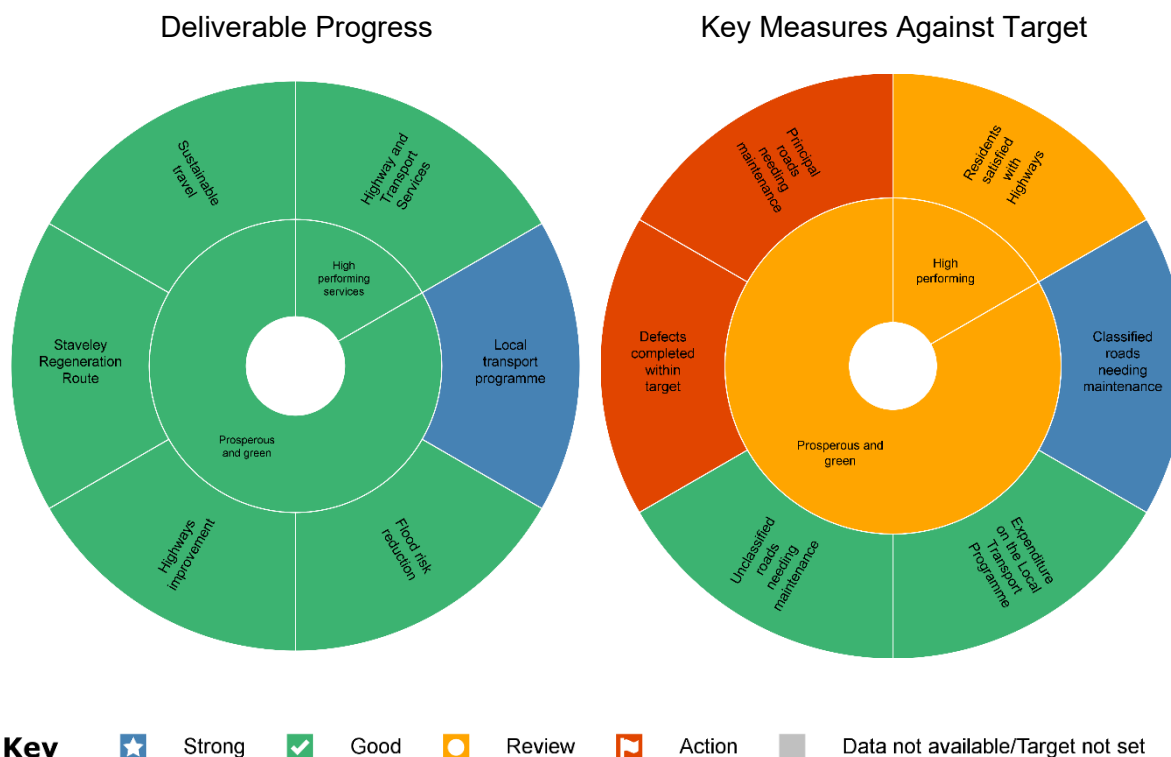 Deliverable Progress
Key Measures Against Target
Sustainable
travel
Highway and
Transport
Services
High
performing
services
Local
transport
programme
Staveley
Regeneration
Route
Prosperous
and green
Highways
improvement
Flood risk
reduction
Principal
roads
needing
maintenance
Residents
satisfied
with
Highways
High
performing
Defects
completed
within
target
Classified
roads
needing
maintenance
Prosperous and
green
Unclassified
roads
needing
maintenance
Expenditure
on the Local
Transport
Programme
Key
Strong
Good
Review
Action
Data not available/Target not set